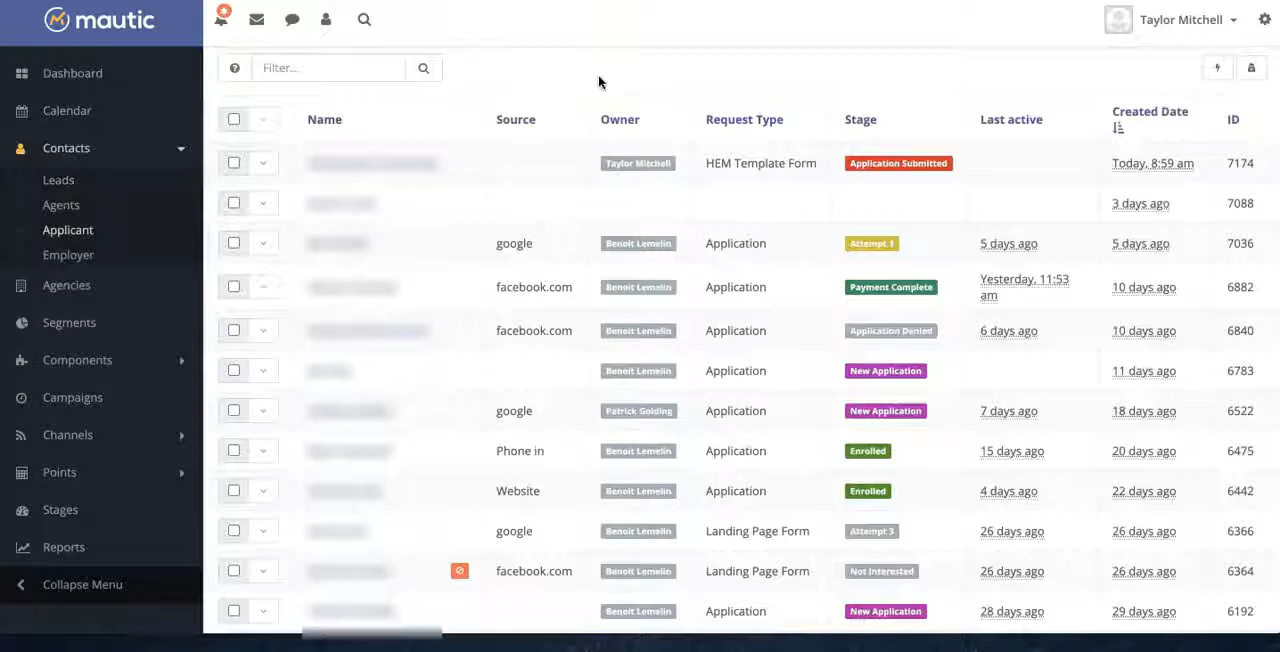 mautic
Taylor Mitchell
Dashboard
Calendar
Contacts
Leads
Agents
Applicant
Employer
Agencies
Segments
Components
Campaigns
Channels
Points
Stages
Reports
Collapse Menu
Filter...
Name Source Owner Request Type Stage Last active Created Date ID
Taylor Mitchell HEM Template Form Application Submitted Today, 8:59 am 7174
3 days ago 7088
google Benoit Lemelin Application Attempt 1 5 days ago 5 days ago 7036
facebook.com Benoit Lemelin Application Payment Complete Yesterday, 11:53 am 10 days ago 6882
facebook.com Benoit Lemelin Application Application Denied 6 days ago 10 days ago 6840
Benoit Lemelin Application New Application 11 days ago 6783
google Patrick Golding Application New Application 7 days ago 18 days ago 6522
Phone in Benoit Lemelin Application Enrolled 15 days ago 20 days ago 6475
Website Benoit Lemelin Application Enrolled 4 days ago 22 days ago 6442
google Benoit Lemelin Landing Page Form Attempt 3 26 days ago 26 days ago 6366
facebook.com Benoit Lemelin Landing Page Form Not Interested 26 days ago 26 days ago 6364
Benoit Lemelin Application New Application 28 days ago 29 days ago 6192